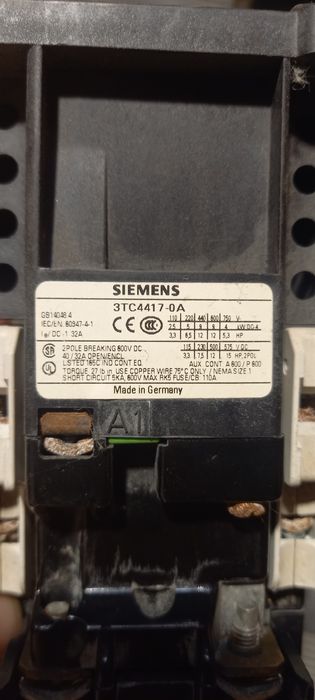 SIEMENS
3TC4417-0A
GB14048.4
IEC/EN 60947-4-1
Ie/ DC -1 32A
CE CCC
110 220 440 600 750 V-
2.5 5 9 9 4 kW DC-4
3.3 6.5 12 12 5.3 HP
2POLE BREAKING 600V DC
40 / 32A OPEN/ENCL
LISTED 165C IND.CONT.EQ.
115 230 500 575 V DC
3.3 7.5 12 15 HP, 2POL
AUX. CONT. A 600 / P 600
TORQUE: 27 lb in USE COPPER WIRE 75°C ONLY / NEMA SIZE 1
SHORT CIRCUIT 5KA, 600V MAX RK5 FUSE/CB: 110A
UL
Made in Germany
A1